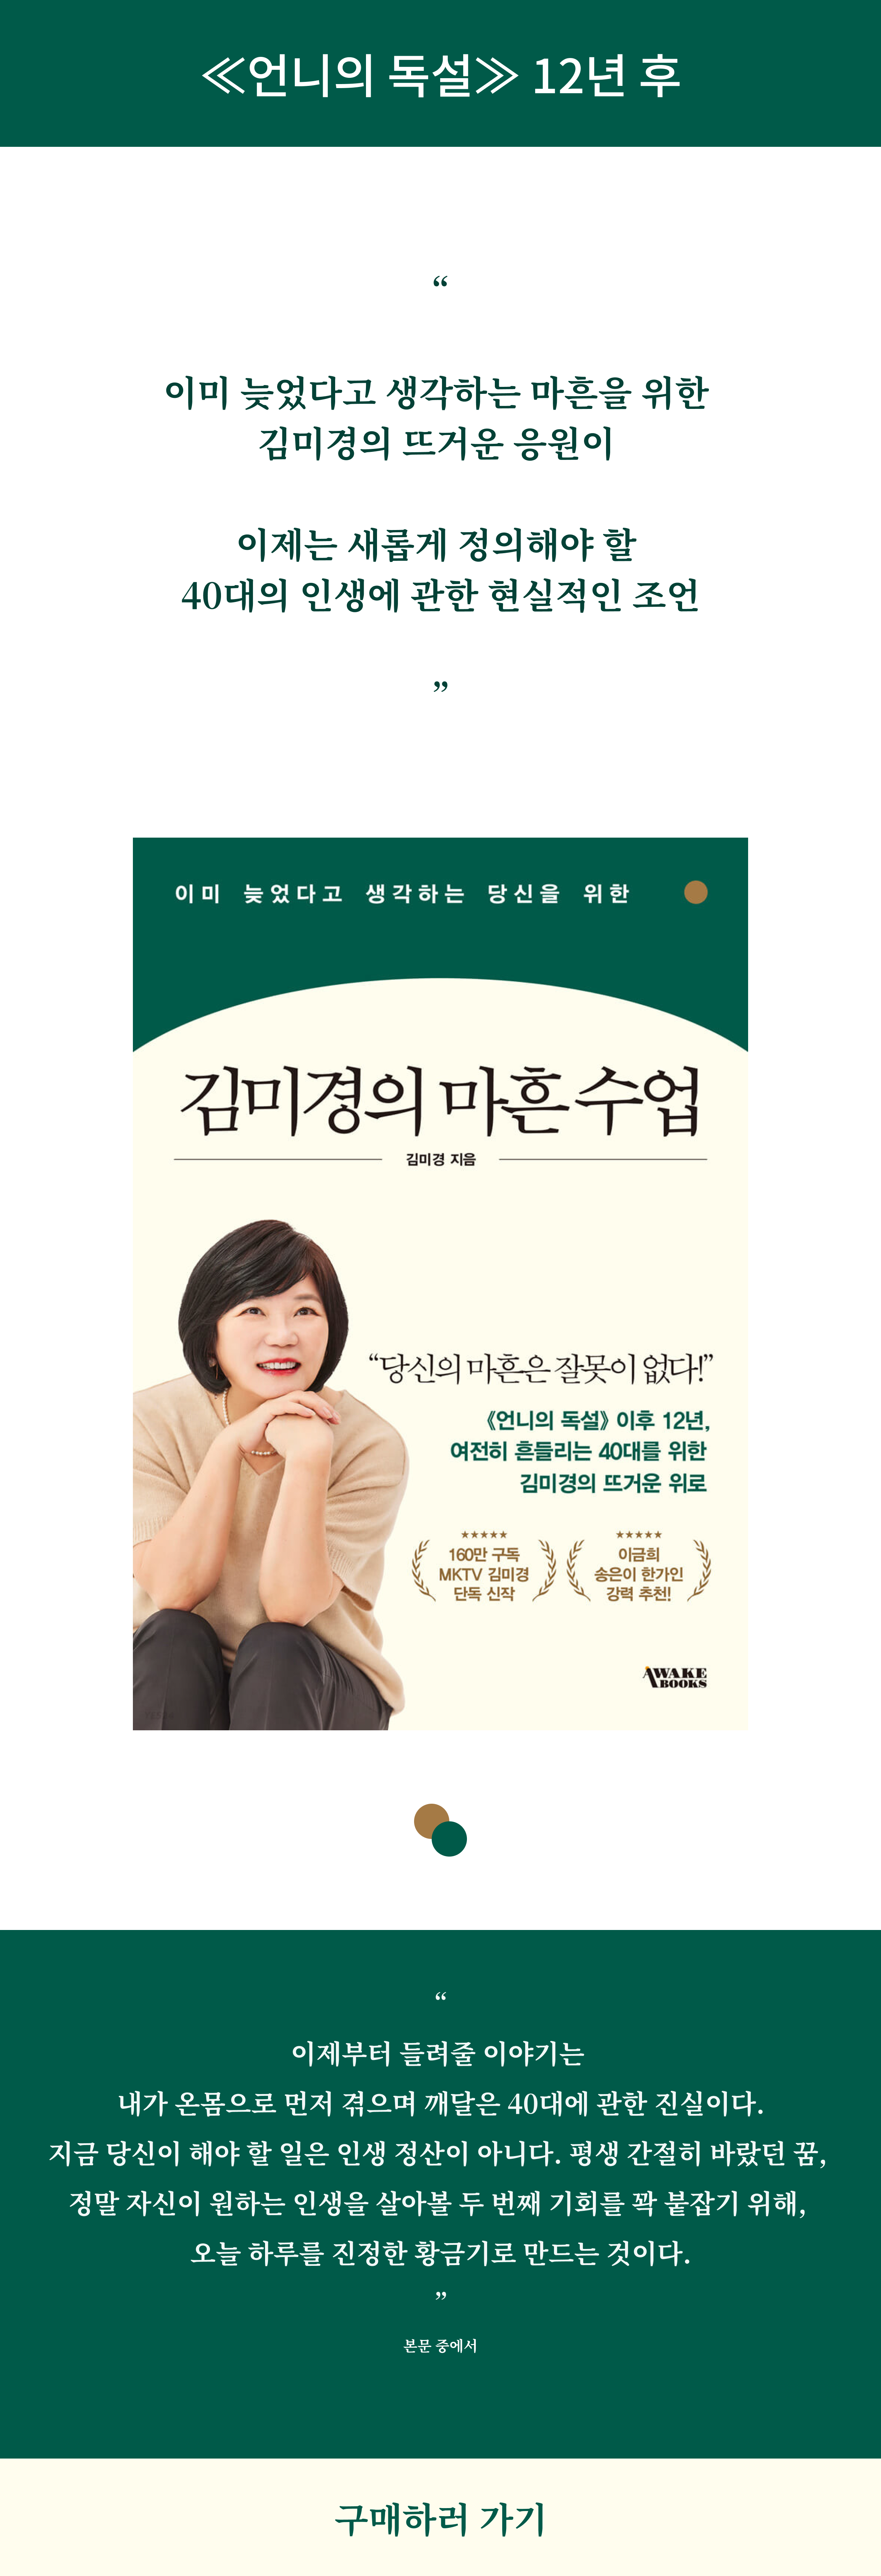 ≪언니의 독설≫ 12년 후
“
이미 늦었다고 생각하는 마흔을 위한
김미경의 뜨거운 응원이
이제는 새롭게 정의해야 할
40대의 인생에 관한 현실적인 조언
”
이미 늦었다고 생각하는 당신을 위한
김미경의 마흔 수업
김미경 지음
“당신의 마흔은 잘못이 없다!”
《언니의 독설》 이후 12년,
여전히 흔들리는 40대를 위한
김미경의 뜨거운 위로
★★★★★
160만 구독
MKTV 김미경
단독 신작
★★★★★
이금희
송은이 한가인
강력 추천!
AWAKE
BOOKS
“
이제부터 들려줄 이야기는
내가 온몸으로 먼저 겪으며 깨달은 40대에 관한 진실이다.
지금 당신이 해야 할 일은 인생 정산이 아니다. 평생 간절히 바랐던 꿈,
정말 자신이 원하는 인생을 살아볼 두 번째 기회를 꽉 붙잡기 위해,
오늘 하루를 진정한 황금기로 만드는 것이다.
”
본문 중에서
구매하러 가기